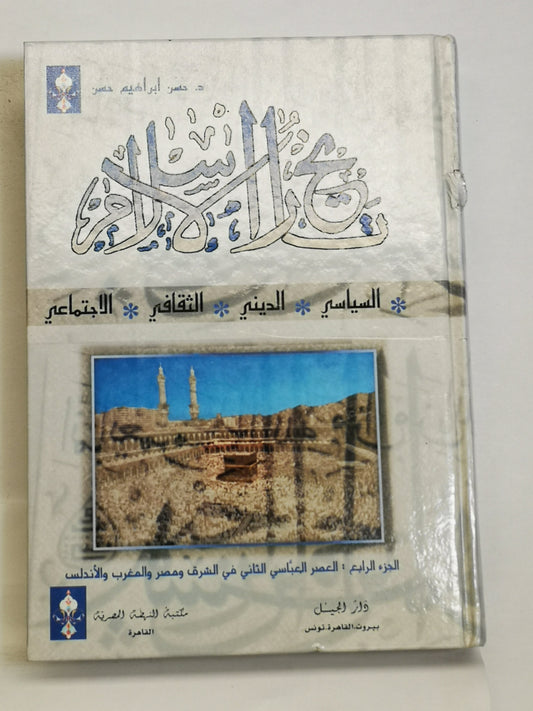 د. حسن ابراهيم حسن
تاريخ الاسلام
* السياسي * الديني * الثقافي * الاجتماعي
الجزء الرابع : العصر العباسي الثاني في الشرق ومصر والمغرب والأندلس
دار الجيل
بيروت-القاهرة-تونس
مكتبة النهضة المصرية
القاهرة